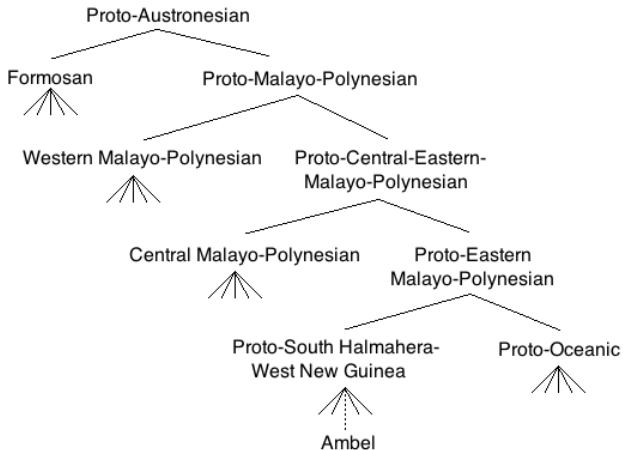 Proto-Austronesian
Formosan
Proto-Malayo-Polynesian
Western Malayo-Polynesian
Proto-Central-Eastern-
Malayo-Polynesian
Central Malayo-Polynesian
Proto-Eastern
Malayo-Polynesian
Proto-South Halmahera-
West New Guinea
Proto-Oceanic
Ambel